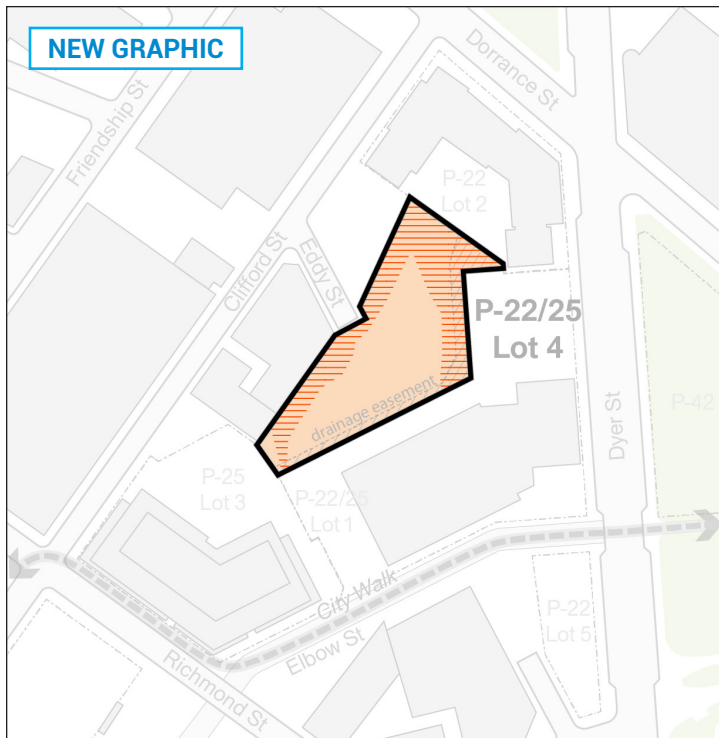 NEW GRAPHIC
Dorrance St
Friendship St
P-22
Lot 2
Clifford St
Eddy St
P-22/25
Lot 4
drainage easement
Dyer St
P-42
P-25
Lot 3
P-22/25
Lot 1
City Walk
Elbow St
P-22
Lot 5
Richmond St